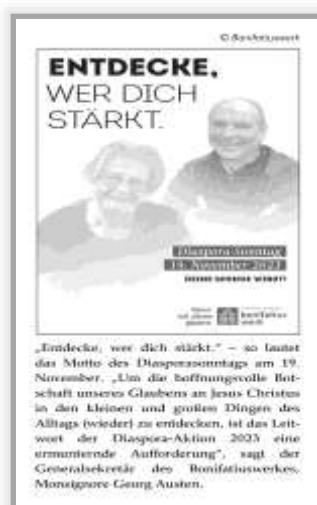 © Bonifatiuswerk
ENTDECKE,
WER DICH
STÄRKT.
Diaspora-Sonntag
19. November 2023
bonifatius
werk
„Entdecke, wer dich stärkt.“ – so lautet
das Motto des Diasporasonntags am 19.
November. „Um die hoffnungsvolle Bot-
schaft unseres Glaubens an Jesus Christus
in den kleinen und großen Dingen des
Alltags (wieder) zu entdecken, ist das Leit-
wort der Diaspora-Aktion 2023 eine
ermunternde Aufforderung“, sagt der
Generalsekretär des Bonifatiuswerkes,
Monsignore Georg Austen.